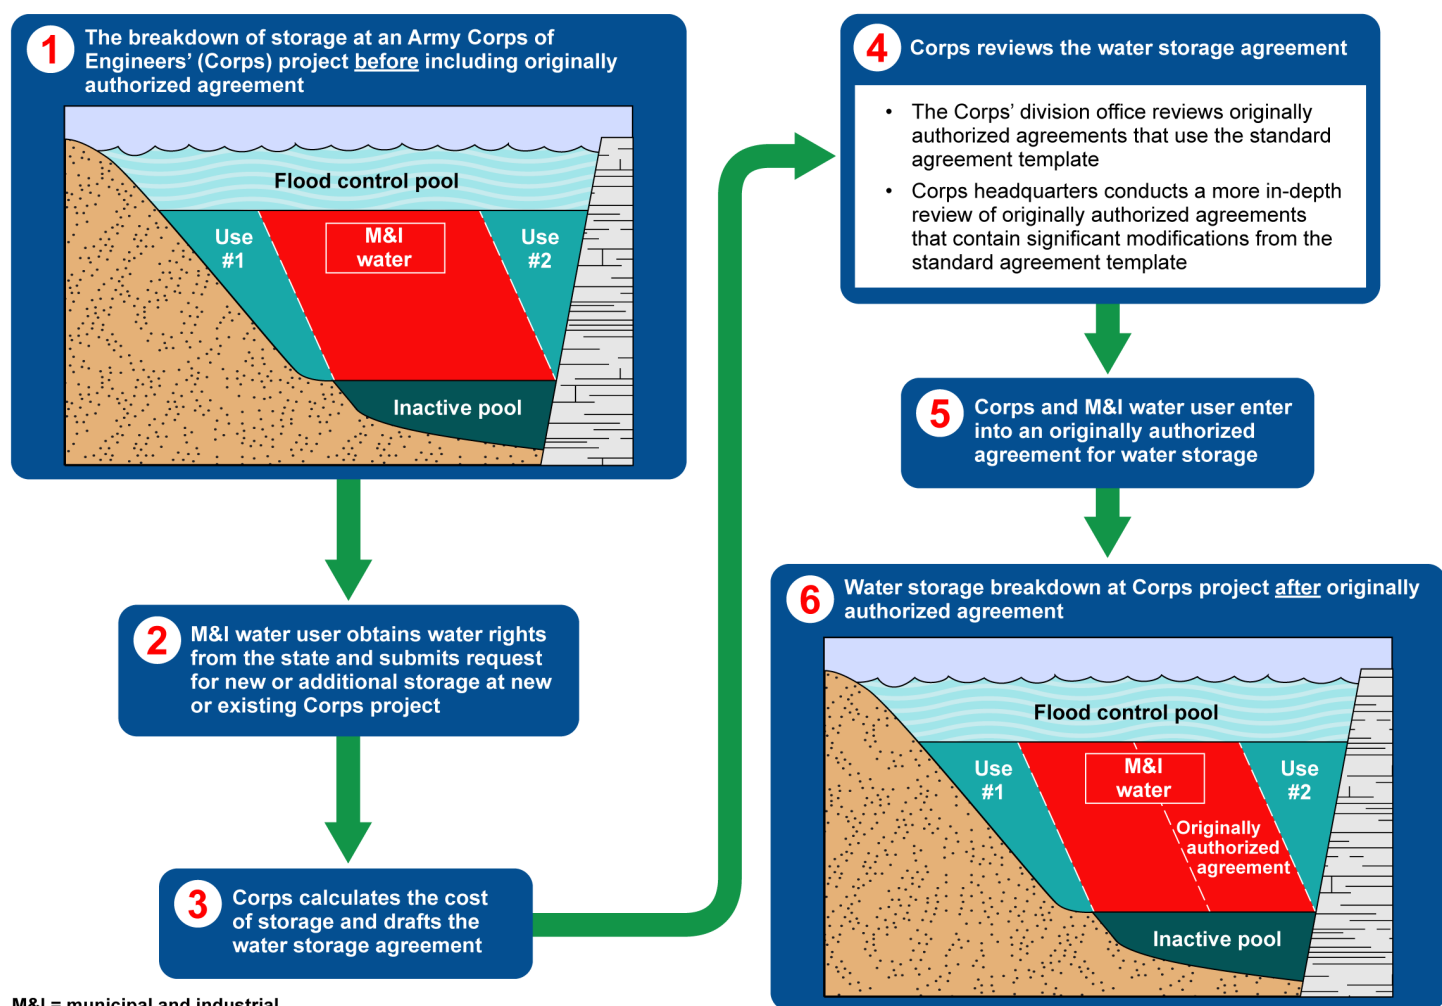 1
The breakdown of storage at an Army Corps of
Engineers’ (Corps) project before including originally
authorized agreement
Flood control pool
Use
#1
M&I
water
Use
#2
Inactive pool
2
M&I water user obtains water rights
from the state and submits request
for new or additional storage at new
or existing Corps project
3
Corps calculates the cost
of storage and drafts the
water storage agreement
4
Corps reviews the water storage agreement
• The Corps’ division office reviews originally
authorized agreements that use the standard
agreement template
• Corps headquarters conducts a more in-depth
review of originally authorized agreements
that contain significant modifications from the
standard agreement template
5
Corps and M&I water user enter
into an originally authorized
agreement for water storage
6
Water storage breakdown at Corps project after originally
authorized agreement
Flood control pool
Use
#1
M&I
water
Use
#2
Originally
authorized
agreement
Inactive pool
M&I = municipal and industrial